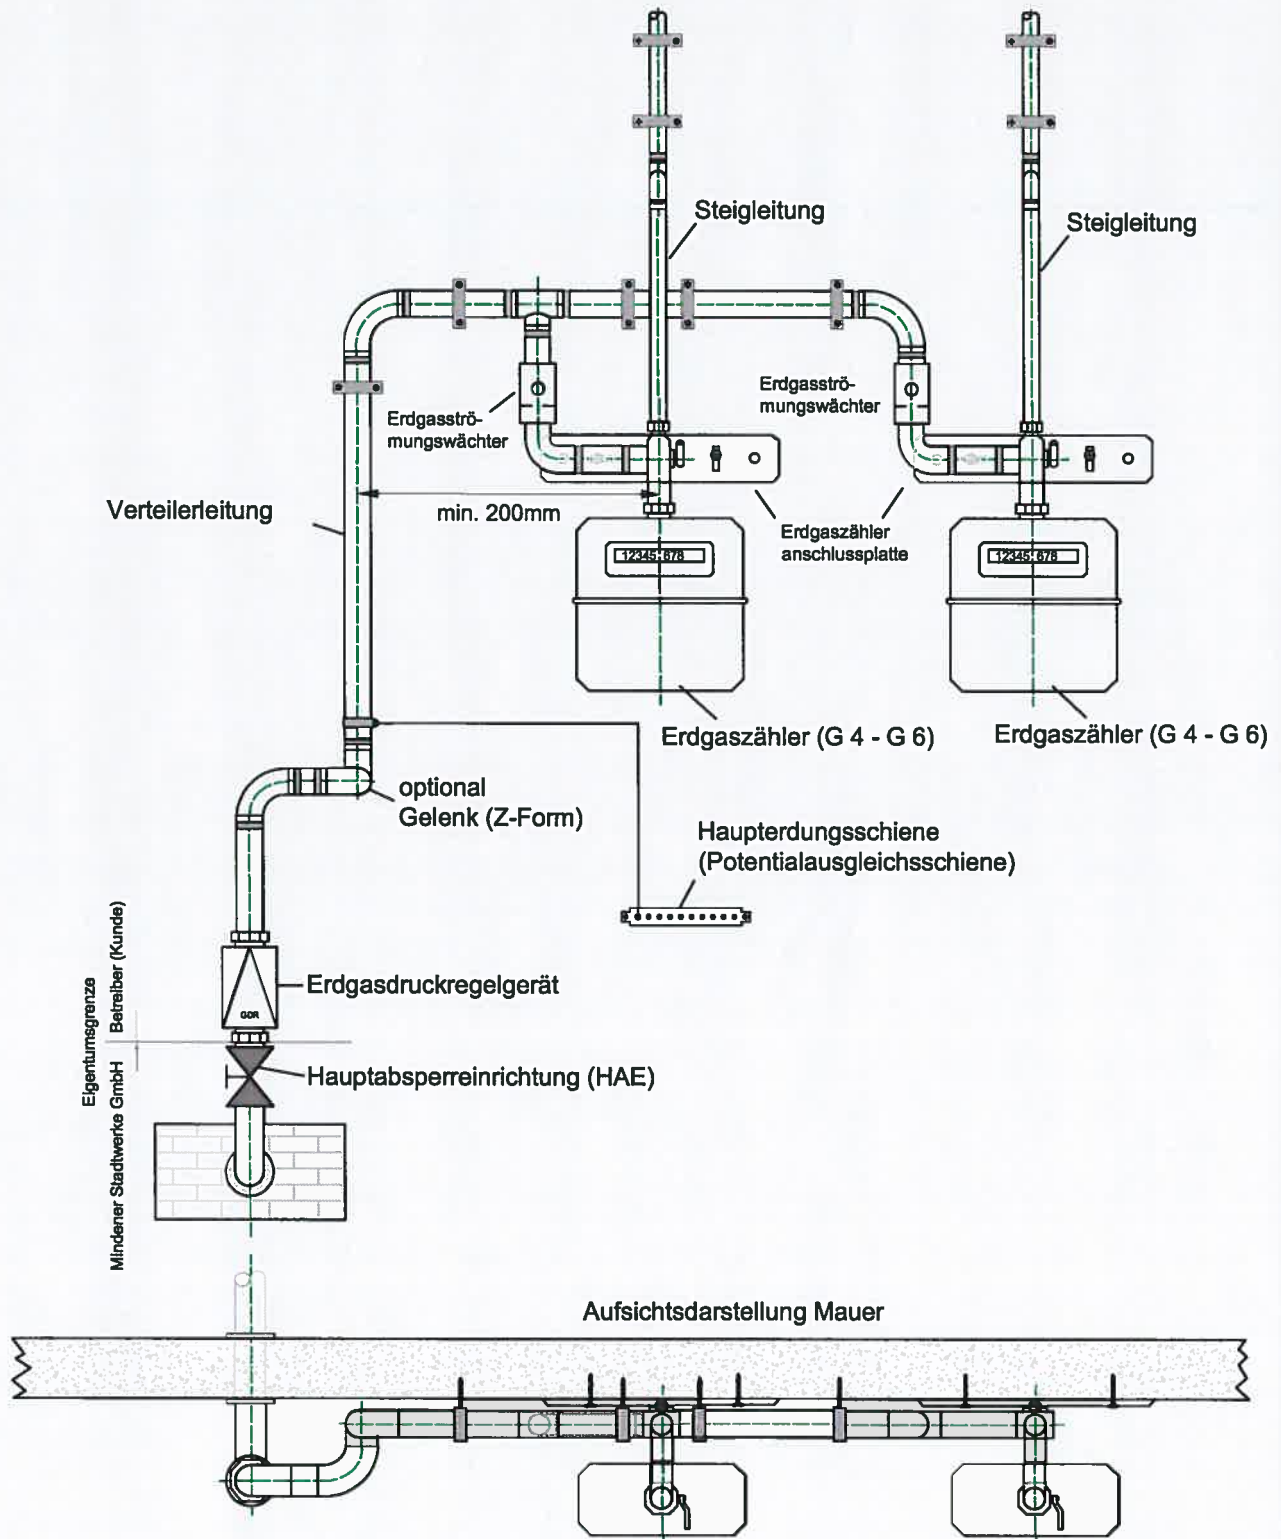 Steigleitung
Steigleitung
Erdgasströ-
mungswächter
Erdgasströ-
mungswächter
Verteilerleitung
min. 200mm
Erdgaszähler
anschlussplatte
12345 678
12345 678
Erdgaszähler (G 4 - G 6)
Erdgaszähler (G 4 - G 6)
optional
Gelenk (Z-Form)
Haupterdungsschiene
(Potentialausgleichsschiene)
Eigentumsgrenze
Betreiber (Kunde)
Mindener Stadtwerke GmbH
Erdgasdruckregelgerät
GDR
Hauptabsperreinrichtung (HAE)
Aufsichtsdarstellung Mauer